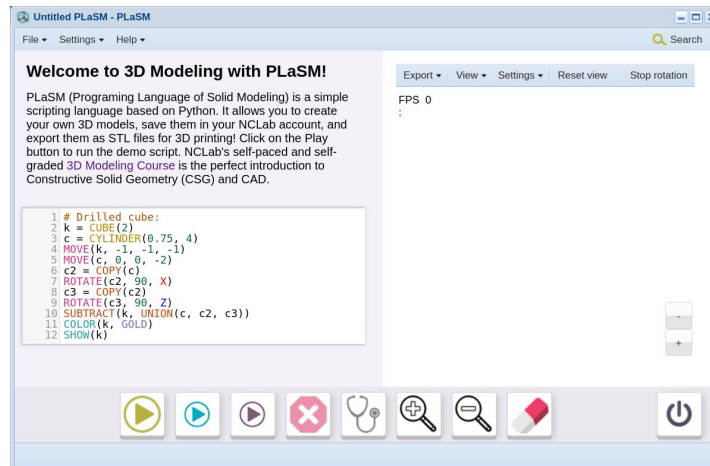 Untitled PLaSM - PLaSM
File Settings Help Search
Welcome to 3D Modeling with PLaSM!
PLaSM (Programing Language of Solid Modeling) is a simple
scripting language based on Python. It allows you to create
your own 3D models, save them in your NCLab account, and
export them as STL files for 3D printing! Click on the Play
button to run the demo script. NCLab's self-paced and self-
graded 3D Modeling Course is the perfect introduction to
Constructive Solid Geometry (CSG) and CAD.
1 # Drilled cube:
2 k = CUBE(2)
3 c = CYLINDER(0.75, 4)
4 MOVE(k, -1, -1, -1)
5 MOVE(c, 0, 0, -2)
6 c2 = COPY(c)
7 ROTATE(c2, 90, X)
8 c3 = COPY(c2)
9 ROTATE(c3, 90, Z)
10 SUBTRACT(k, UNION(c, c2, c3))
11 COLOR(k, GOLD)
12 SHOW(k)
Export View Settings Reset view Stop rotation
FPS 0
:
-
+